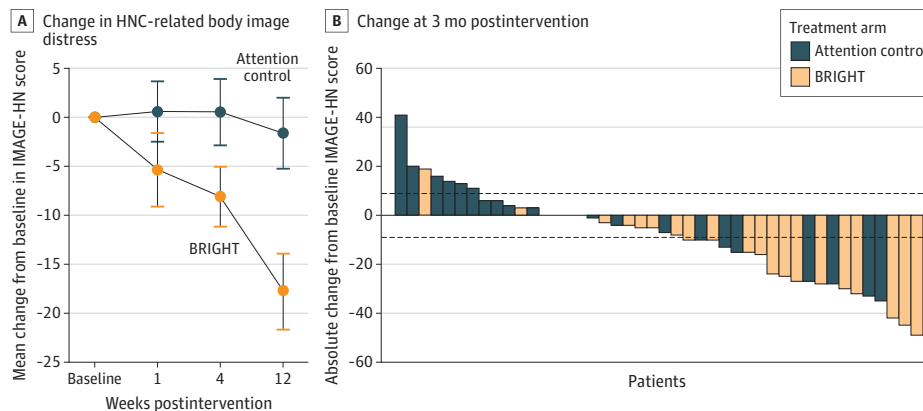 A Change in HNC-related body image
distress
Mean change from baseline in IMAGE-HN score
5
0
-5
-10
-15
-20
-25
Attention
control
BRIGHT
Baseline 1 4 12
Weeks postintervention
B Change at 3 mo postintervention
Treatment arm
Attention control
BRIGHT
Absolute change from baseline IMAGE-HN score
60
40
20
0
-20
-40
-60
Patients